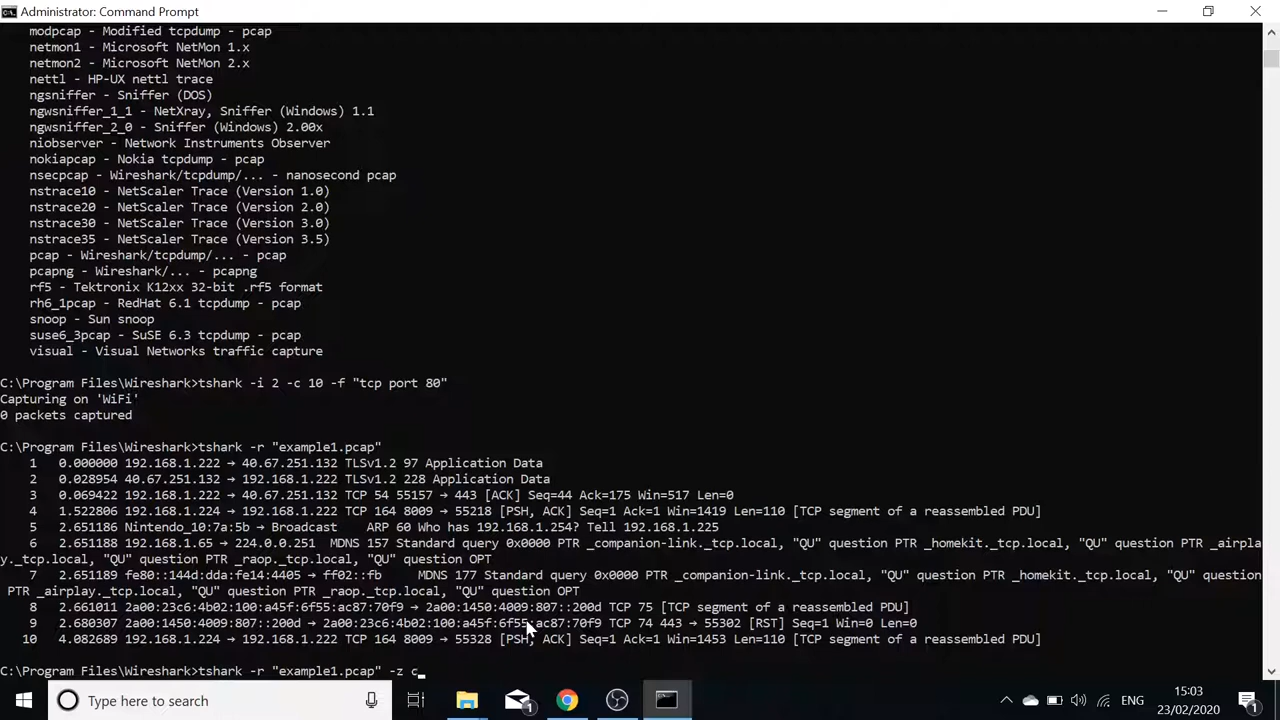 Administrator: Command Prompt
modpcap - Modified tcpdump - pcap
netmon1 - Microsoft NetMon 1.x
netmon2 - Microsoft NetMon 2.x
nettl - HP-UX nettl trace
ngsniffer - Sniffer (DOS)
ngwsniffer_1_1 - NetXray, Sniffer (Windows) 1.1
ngwsniffer_2_0 - Sniffer (Windows) 2.00x
niobserver - Network Instruments Observer
nokiapcap - Nokia tcpdump - pcap
nsecpcap - Wireshark/tcpdump/... - nanosecond pcap
nstrace10 - NetScaler Trace (Version 1.0)
nstrace20 - NetScaler Trace (Version 2.0)
nstrace30 - NetScaler Trace (Version 3.0)
nstrace35 - NetScaler Trace (Version 3.5)
pcap - Wireshark/tcpdump/... - pcap
pcapng - Wireshark/... - pcapng
rf5 - Tektronix K12xx 32-bit .rf5 format
rh6_1pcap - RedHat 6.1 tcpdump - pcap
snoop - Sun snoop
suse6_3pcap - SuSE 6.3 tcpdump - pcap
visual - Visual Networks traffic capture
C:\Program Files\Wireshark>tshark -i 2 -c 10 -f "tcp port 80"
Capturing on 'WiFi'
0 packets captured
C:\Program Files\Wireshark>tshark -r "example1.pcap"
1 0.000000 192.168.1.222 → 40.67.251.132 TLSv1.2 97 Application Data
2 0.028954 40.67.251.132 → 192.168.1.222 TLSv1.2 228 Application Data
3 0.069422 192.168.1.222 → 40.67.251.132 TCP 54 55157 → 443 [ACK] Seq=44 Ack=175 Win=517 Len=0
4 1.522806 192.168.1.224 → 192.168.1.222 TCP 164 8009 → 55218 [PSH, ACK] Seq=1 Ack=1 Win=1419 Len=110 [TCP segment of a reassembled PDU]
5 2.651186 Nintendo_10:7a:5b → Broadcast ARP 60 Who has 192.168.1.254? Tell 192.168.1.225
6 2.651188 192.168.1.65 → 224.0.0.251 MDNS 157 Standard query 0x0000 PTR _companion-link._tcp.local, "QU" question PTR _homekit._tcp.local, "QU" question PTR _airpla
y._tcp.local, "QU" question PTR _raop._tcp.local, "QU" question OPT
7 2.651189 fe80::144d:dda:fe14:4405 → ff02::fb MDNS 177 Standard query 0x0000 PTR _companion-link._tcp.local, "QU" question PTR _homekit._tcp.local, "QU" question
PTR _airplay._tcp.local, "QU" question PTR _raop._tcp.local, "QU" question OPT
8 2.661011 2a00:23c6:4b02:100:a45f:6f55:ac87:70f9 → 2a00:1450:4009:807::200d TCP 75 [TCP segment of a reassembled PDU]
9 2.680307 2a00:1450:4009:807::200d → 2a00:23c6:4b02:100:a45f:6f55:ac87:70f9 TCP 74 443 → 55302 [RST] Seq=1 Win=0 Len=0
10 4.082689 192.168.1.224 → 192.168.1.222 TCP 164 8009 → 55328 [PSH, ACK] Seq=1 Ack=1 Win=1453 Len=110 [TCP segment of a reassembled PDU]
C:\Program Files\Wireshark>tshark -r "example1.pcap" -z c
Type here to search
1
ENG
15:03
23/02/2020
1